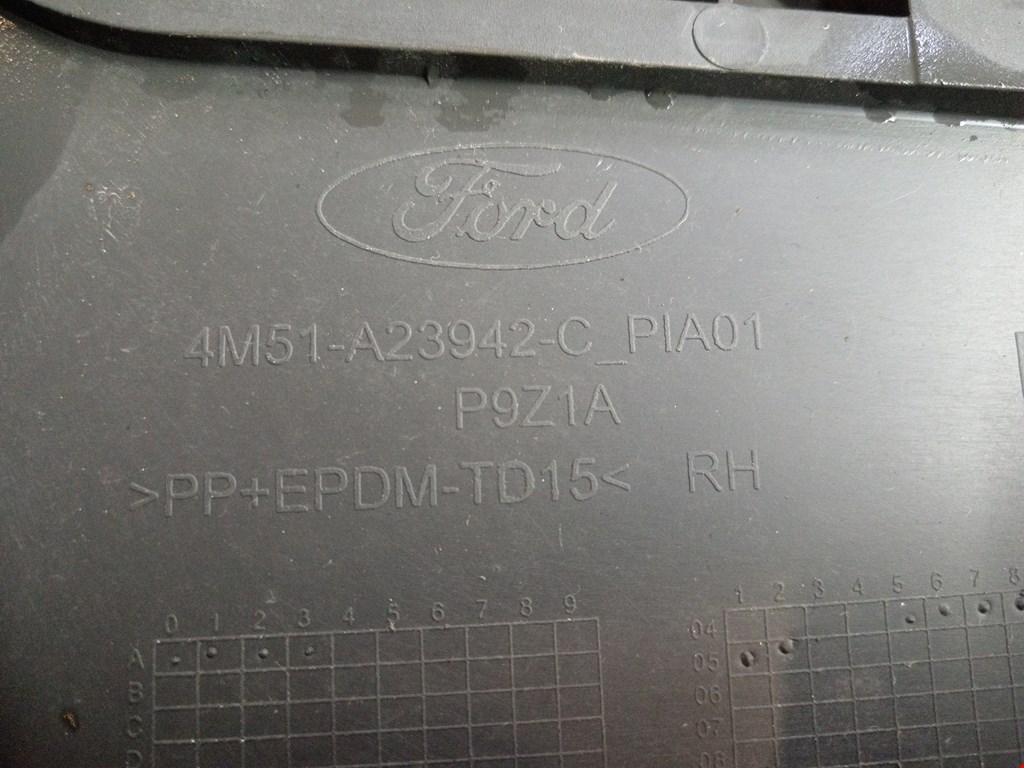 Ford
4M51-A23942-C_PIA01
P9Z1A
>PP+EPDM-TD15< RH
0 1 2 3 4 5 6 7 8 9
A
B
C
D
1 2 3 4 5 6 7 8
04
05
06
07
08